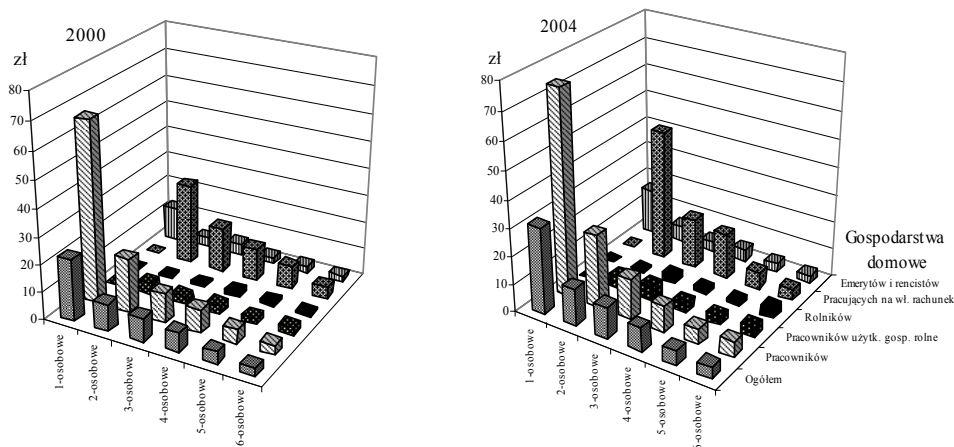 2000
zł
80
70
60
50
40
30
20
10
0
1-osobowe
2-osobowe
3-osobowe
4-osobowe
5-osobowe
6-osobowe
2004
zł
80
70
60
50
40
30
20
10
0
1-osobowe
2-osobowe
3-osobowe
4-osobowe
5-osobowe
6-osobowe
Gospodarstwa
domowe
Emerytów i rencistów
Pracujących na wł. rachunek
Rolników
Pracowników użytk. gosp. rolne
Pracowników
Ogółem